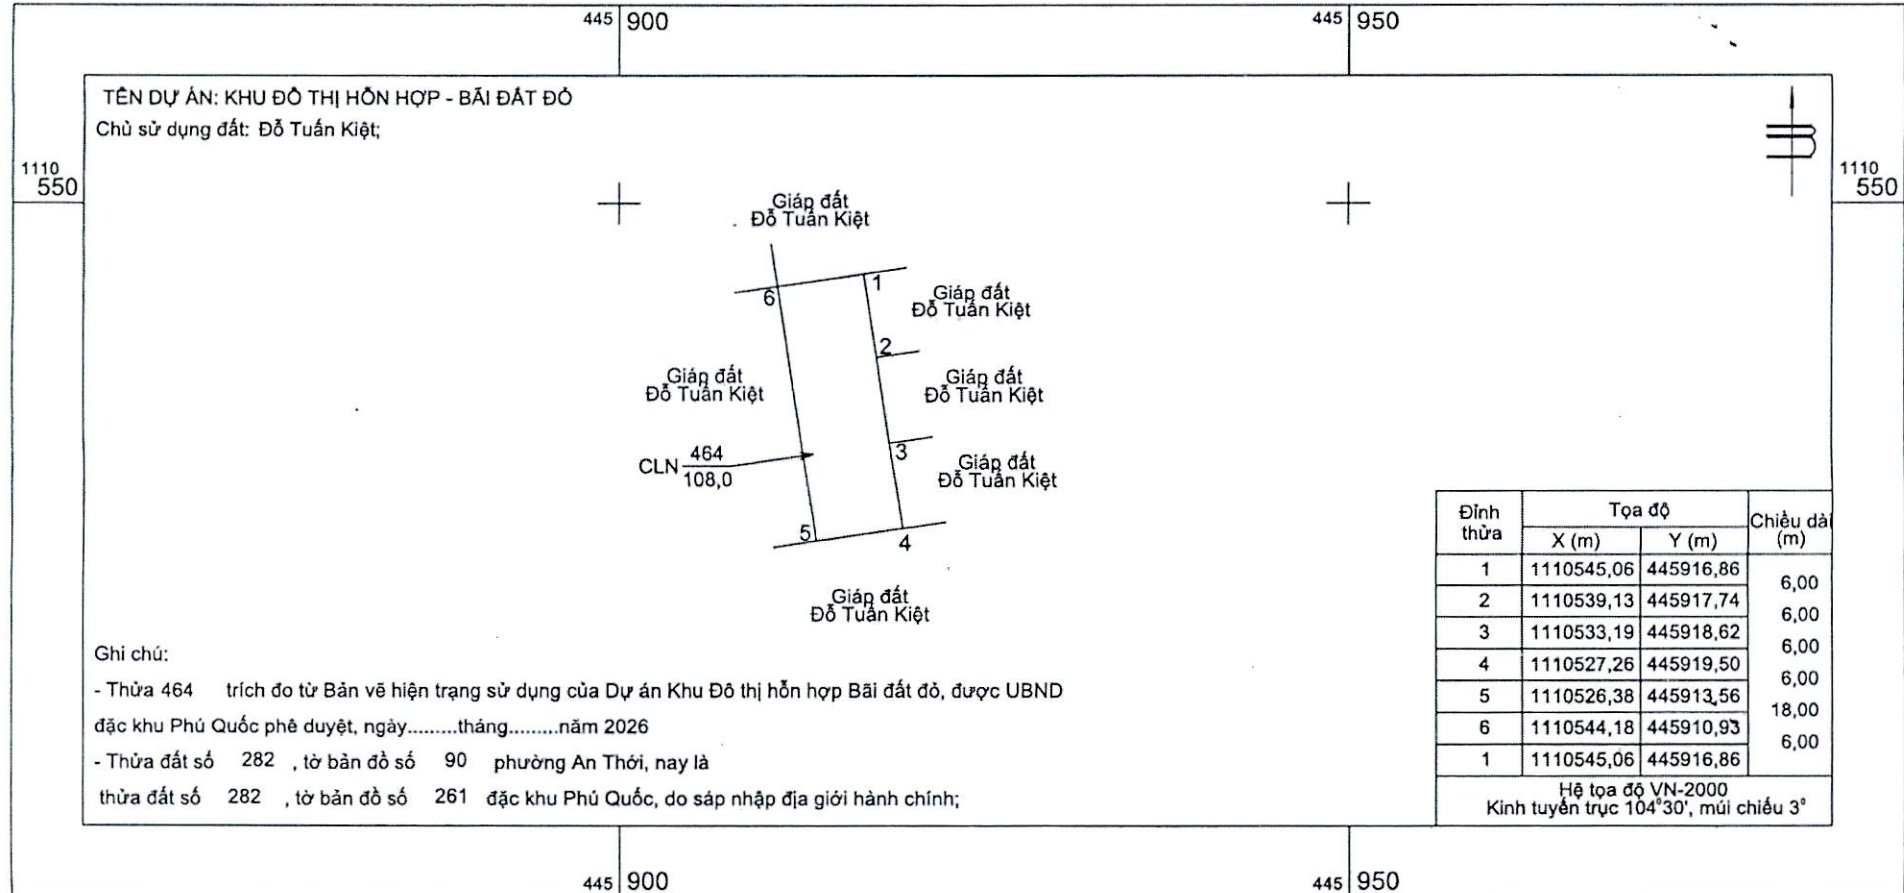 445 900
445 950
TÊN DỰ ÁN: KHU ĐÔ THỊ HỖN HỢP - BÃI ĐẤT ĐỎ
Chủ sử dụng đất: Đỗ Tuấn Kiệt;
1110
550
1110
550
Giáp đất
Đỗ Tuấn Kiệt
6
1
Giáp đất
Đỗ Tuấn Kiệt
2
Giáp đất
Đỗ Tuấn Kiệt
Giáp đất
Đỗ Tuấn Kiệt
3
CLN 464
108,0
Giáp đất
Đỗ Tuấn Kiệt
5
4
Giáp đất
Đỗ Tuấn Kiệt
Đỉnh thửa Tọa độ Chiều dài (m)
X (m) Y (m)
1 1110545,06 445916,86
6,00
2 1110539,13 445917,74
6,00
3 1110533,19 445918,62
6,00
4 1110527,26 445919,50
6,00
5 1110526,38 445913,56
18,00
6 1110544,18 445910,93
6,00
1 1110545,06 445916,86
Hệ tọa độ VN-2000
Kinh tuyến trục 104°30', múi chiếu 3°
Ghi chú:
- Thửa 464 trích đo từ Bản vẽ hiện trạng sử dụng của Dự án Khu Đô thị hỗn hợp Bãi đất đỏ, được UBND
đặc khu Phú Quốc phê duyệt, ngày.........tháng.........năm 2026
- Thửa đất số 282 , tờ bản đồ số 90 phường An Thới, nay là
thửa đất số 282 , tờ bản đồ số 261 đặc khu Phú Quốc, do sáp nhập địa giới hành chính;
445 900
445 950